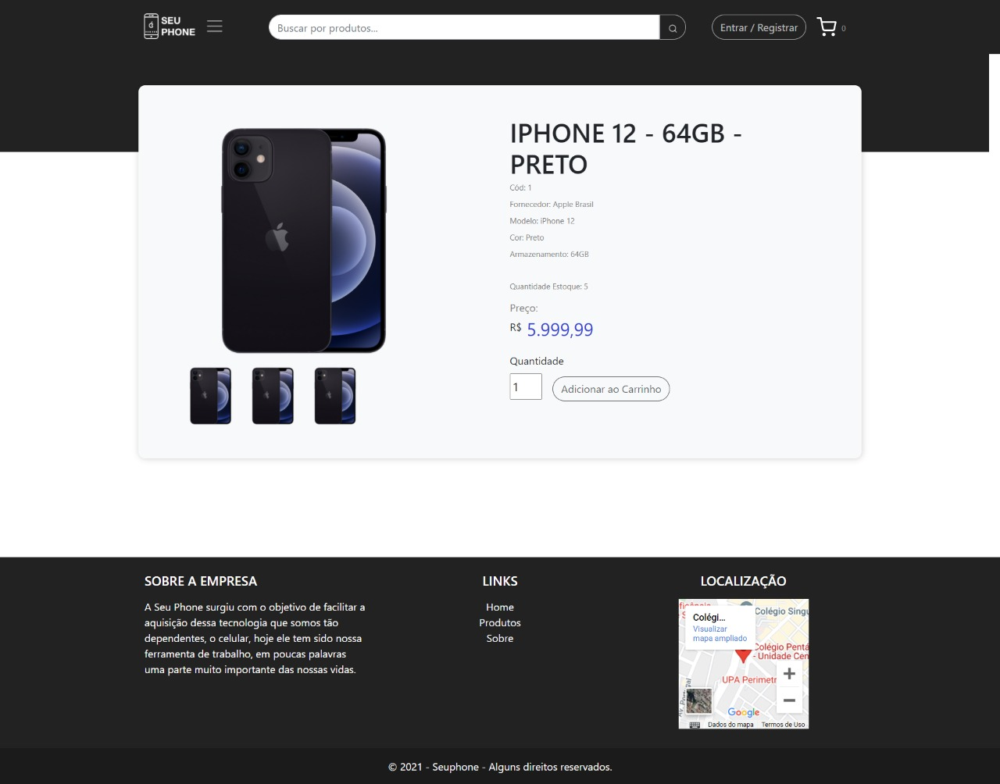 SEU
PHONE
Buscar por produtos...
Entrar / Registrar
0
IPHONE 12 - 64GB -
PRETO
Cód: 1
Fornecedor: Apple Brasil
Modelo: iPhone 12
Cor: Preto
Armazenamento: 64GB
Quantidade Estoque: 5
Preço:
R$ 5.999,99
Quantidade
1
Adicionar ao Carrinho
SOBRE A EMPRESA
A Seu Phone surgiu com o objetivo de facilitar a
aquisição dessa tecnologia que somos tão
dependentes, o celular, hoje ele tem sido nossa
ferramenta de trabalho, em poucas palavras
uma parte muito importante das nossas vidas.
LINKS
Home
Produtos
Sobre
LOCALIZAÇÃO
Colégi...
Visualizar
mapa ampliado
Colégio Singu
Colégio Pentá
- Unidade Cen
UPA Perimetr
Google
Dados do mapa
Termos de Uso
© 2021 - Seuphone - Alguns direitos reservados.